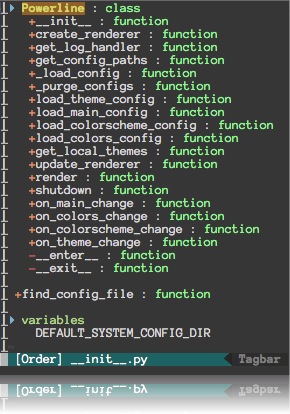 Powerline : class
+__init__ : function
+create_renderer : function
+get_log_handler : function
+get_config_paths : function
+_load_config : function
+_purge_configs : function
+load_theme_config : function
+load_main_config : function
+load_colorscheme_config : function
+load_colors_config : function
+get_local_themes : function
+update_renderer : function
+render : function
+shutdown : function
+on_main_change : function
+on_colors_change : function
+on_colorscheme_change : function
+on_theme_change : function
-__enter__ : function
-__exit__ : function
+find_config_file : function
variables
DEFAULT_SYSTEM_CONFIG_DIR
[Order] __init__.py Tagbar